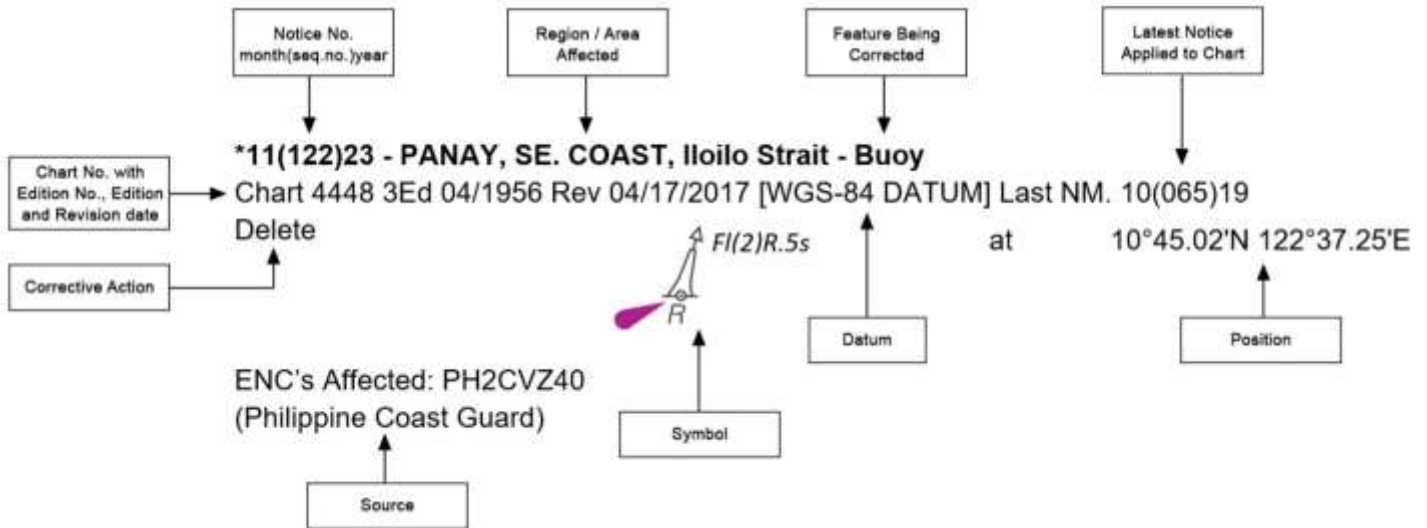 Notice No.
month(seq.no.)year
Region / Area
Affected
Feature Being
Corrected
Latest Notice
Applied to Chart
*11(122)23 - PANAY, SE. COAST, Iloilo Strait - Buoy
Chart No. with
Edition No., Edition
and Revision date
Chart 4448 3Ed 04/1956 Rev 04/17/2017 [WGS-84 DATUM] Last NM. 10(065)19
Delete
Fl(2)R.5s
at
10°45.02'N 122°37.25'E
Corrective Action
R
Datum
Position
ENC's Affected: PH2CVZ40
(Philippine Coast Guard)
Symbol
Source